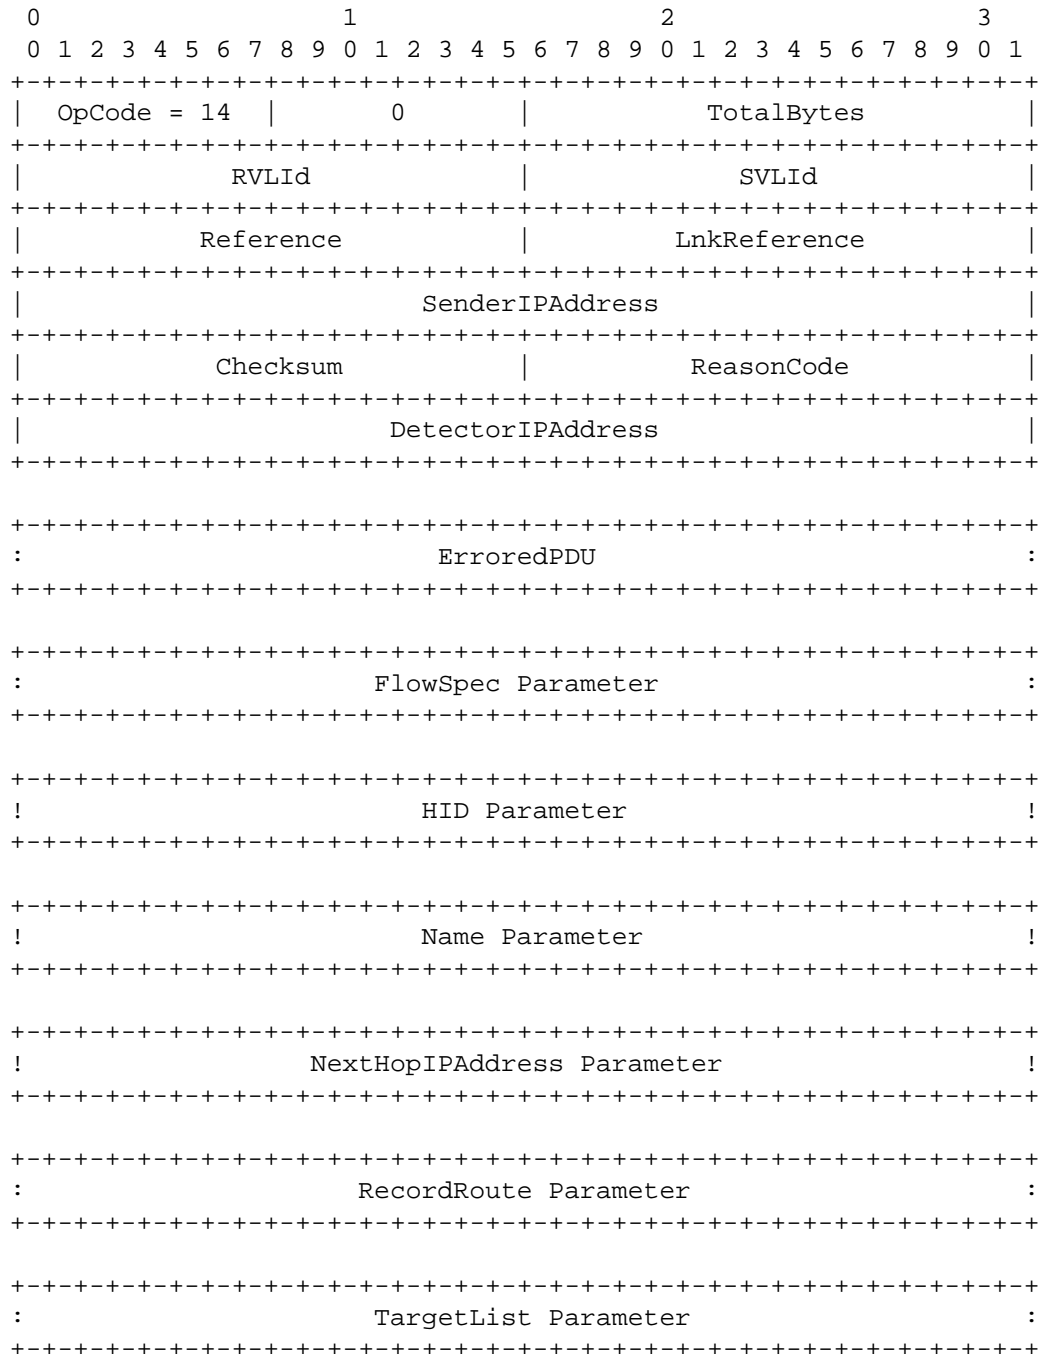 0                   1                   2                   3
0 1 2 3 4 5 6 7 8 9 0 1 2 3 4 5 6 7 8 9 0 1 2 3 4 5 6 7 8 9 0 1
+-+-+-+-+-+-+-+-+-+-+-+-+-+-+-+-+-+-+-+-+-+-+-+-+-+-+-+-+-+-+-+-+
|  OpCode = 14  |       0       |           TotalBytes          |
+-+-+-+-+-+-+-+-+-+-+-+-+-+-+-+-+-+-+-+-+-+-+-+-+-+-+-+-+-+-+-+-+
|             RVLId             |             SVLId             |
+-+-+-+-+-+-+-+-+-+-+-+-+-+-+-+-+-+-+-+-+-+-+-+-+-+-+-+-+-+-+-+-+
|           Reference           |         LnkReference          |
+-+-+-+-+-+-+-+-+-+-+-+-+-+-+-+-+-+-+-+-+-+-+-+-+-+-+-+-+-+-+-+-+
|                         SenderIPAddress                       |
+-+-+-+-+-+-+-+-+-+-+-+-+-+-+-+-+-+-+-+-+-+-+-+-+-+-+-+-+-+-+-+-+
|            Checksum           |          ReasonCode           |
+-+-+-+-+-+-+-+-+-+-+-+-+-+-+-+-+-+-+-+-+-+-+-+-+-+-+-+-+-+-+-+-+
|                       DetectorIPAddress                       |
+-+-+-+-+-+-+-+-+-+-+-+-+-+-+-+-+-+-+-+-+-+-+-+-+-+-+-+-+-+-+-+-+
+-+-+-+-+-+-+-+-+-+-+-+-+-+-+-+-+-+-+-+-+-+-+-+-+-+-+-+-+-+-+-+-+
:                          ErroredPDU                           :
+-+-+-+-+-+-+-+-+-+-+-+-+-+-+-+-+-+-+-+-+-+-+-+-+-+-+-+-+-+-+-+-+
+-+-+-+-+-+-+-+-+-+-+-+-+-+-+-+-+-+-+-+-+-+-+-+-+-+-+-+-+-+-+-+-+
:                      FlowSpec Parameter                       :
+-+-+-+-+-+-+-+-+-+-+-+-+-+-+-+-+-+-+-+-+-+-+-+-+-+-+-+-+-+-+-+-+
+-+-+-+-+-+-+-+-+-+-+-+-+-+-+-+-+-+-+-+-+-+-+-+-+-+-+-+-+-+-+-+-+
!                         HID Parameter                         !
+-+-+-+-+-+-+-+-+-+-+-+-+-+-+-+-+-+-+-+-+-+-+-+-+-+-+-+-+-+-+-+-+
+-+-+-+-+-+-+-+-+-+-+-+-+-+-+-+-+-+-+-+-+-+-+-+-+-+-+-+-+-+-+-+-+
!                         Name Parameter                        !
+-+-+-+-+-+-+-+-+-+-+-+-+-+-+-+-+-+-+-+-+-+-+-+-+-+-+-+-+-+-+-+-+
+-+-+-+-+-+-+-+-+-+-+-+-+-+-+-+-+-+-+-+-+-+-+-+-+-+-+-+-+-+-+-+-+
!                  NextHopIPAddress Parameter                   !
+-+-+-+-+-+-+-+-+-+-+-+-+-+-+-+-+-+-+-+-+-+-+-+-+-+-+-+-+-+-+-+-+
+-+-+-+-+-+-+-+-+-+-+-+-+-+-+-+-+-+-+-+-+-+-+-+-+-+-+-+-+-+-+-+-+
:                     RecordRoute Parameter                     :
+-+-+-+-+-+-+-+-+-+-+-+-+-+-+-+-+-+-+-+-+-+-+-+-+-+-+-+-+-+-+-+-+
+-+-+-+-+-+-+-+-+-+-+-+-+-+-+-+-+-+-+-+-+-+-+-+-+-+-+-+-+-+-+-+-+
:                      TargetList Parameter                     :
+-+-+-+-+-+-+-+-+-+-+-+-+-+-+-+-+-+-+-+-+-+-+-+-+-+-+-+-+-+-+-+-+